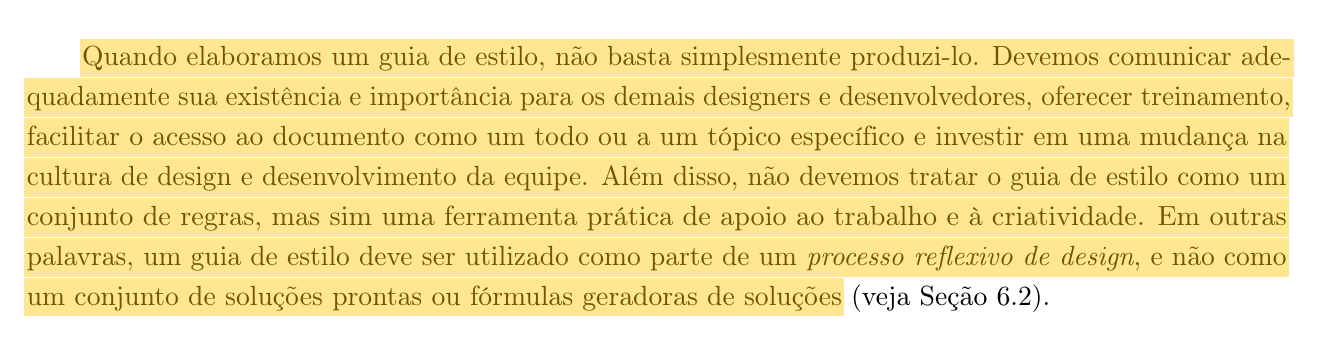 Quando elaboramos um guia de estilo, não basta simplesmente produzi-lo. Devemos comunicar ade-
quadamente sua existência e importância para os demais designers e desenvolvedores, oferecer treinamento,
facilitar o acesso ao documento como um todo ou a um tópico específico e investir em uma mudança na
cultura de design e desenvolvimento da equipe. Além disso, não devemos tratar o guia de estilo como um
conjunto de regras, mas sim uma ferramenta prática de apoio ao trabalho e à criatividade. Em outras
palavras, um guia de estilo deve ser utilizado como parte de um processo reflexivo de design, e não como
um conjunto de soluções prontas ou fórmulas geradoras de soluções (veja Seção 6.2).